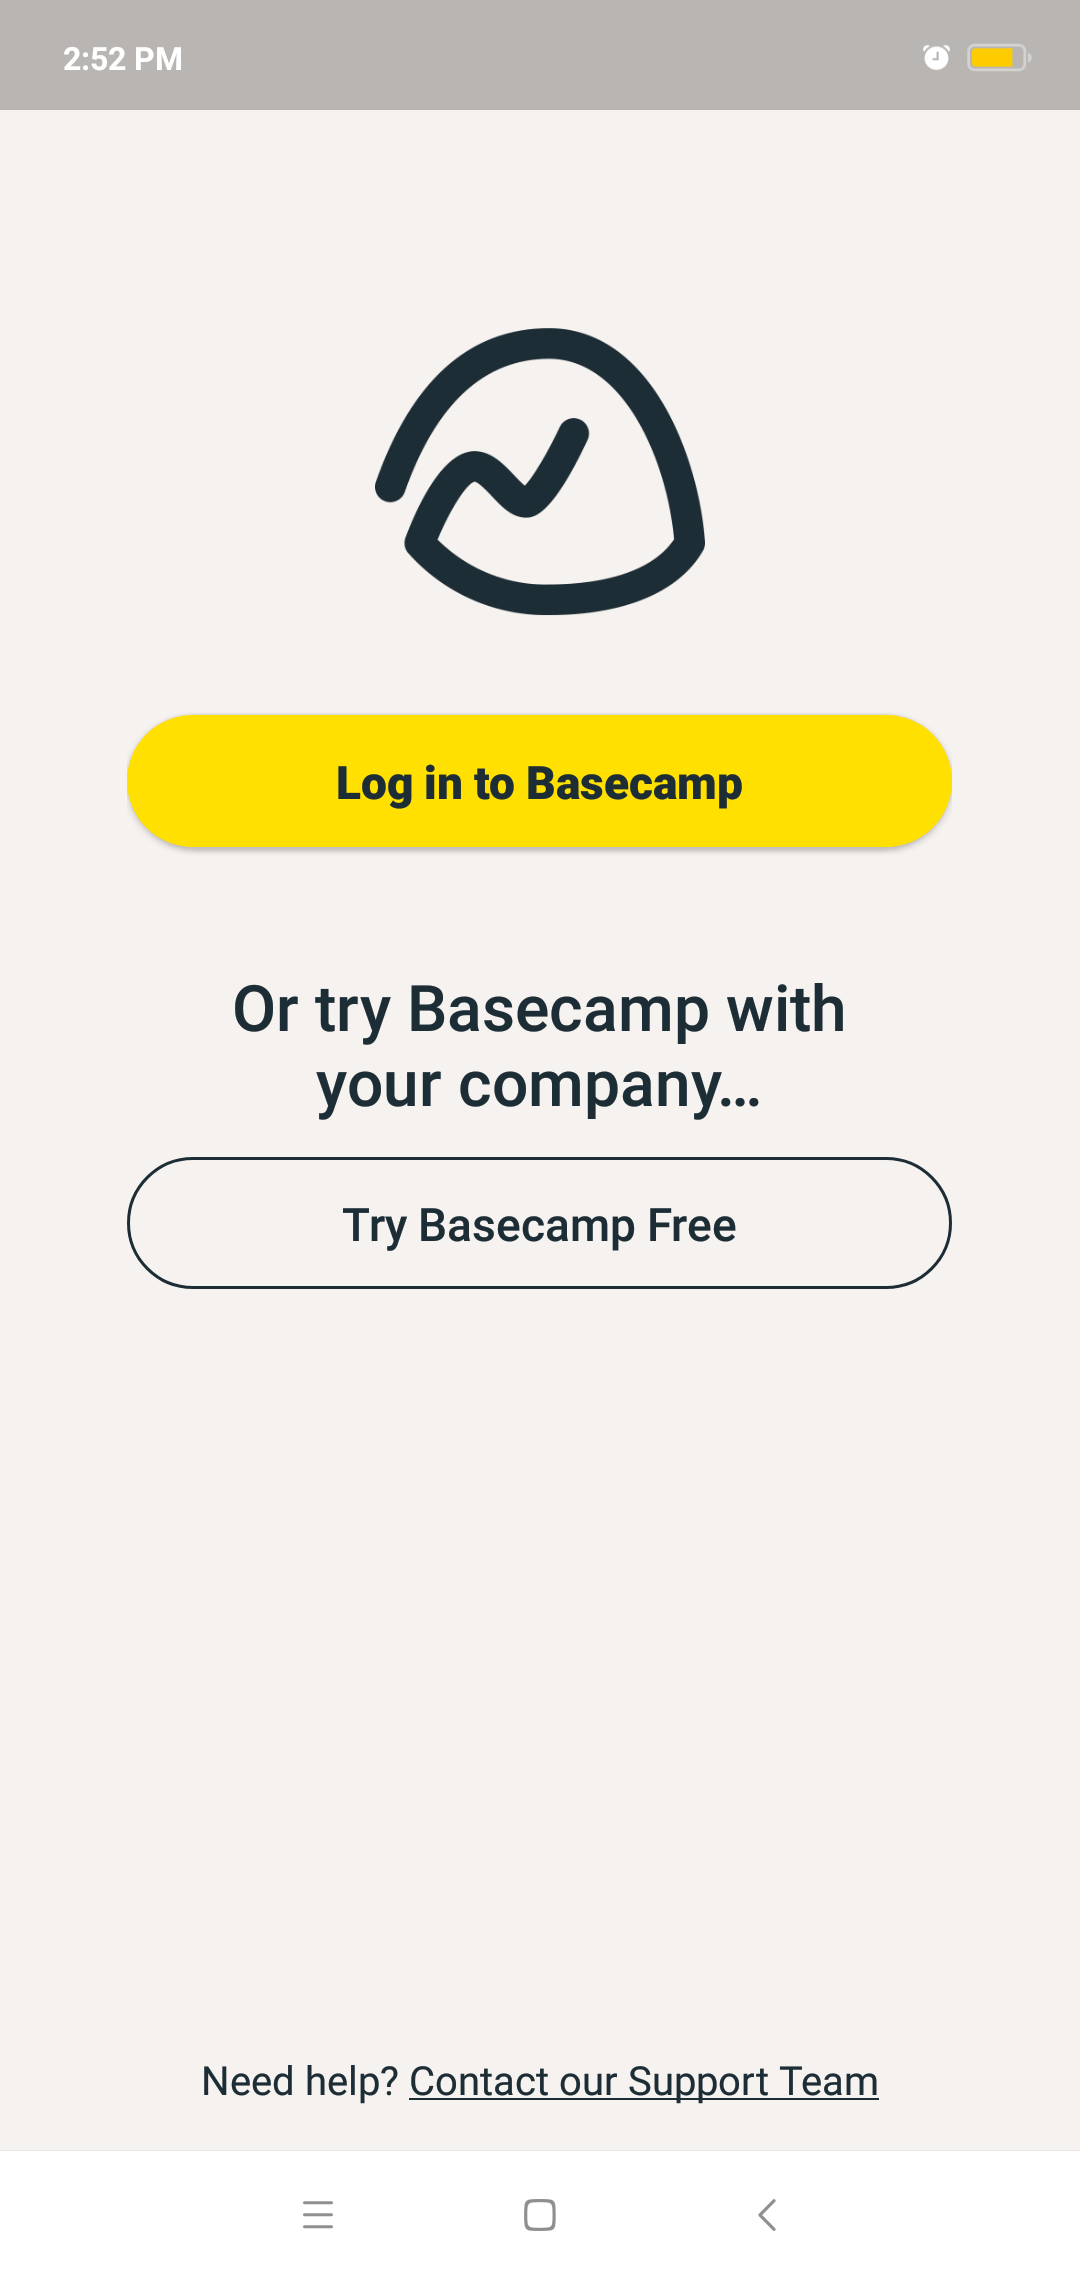 2:52 PM
Log in to Basecamp
Or try Basecamp with
your company...
Try Basecamp Free
Need help? Contact our Support Team